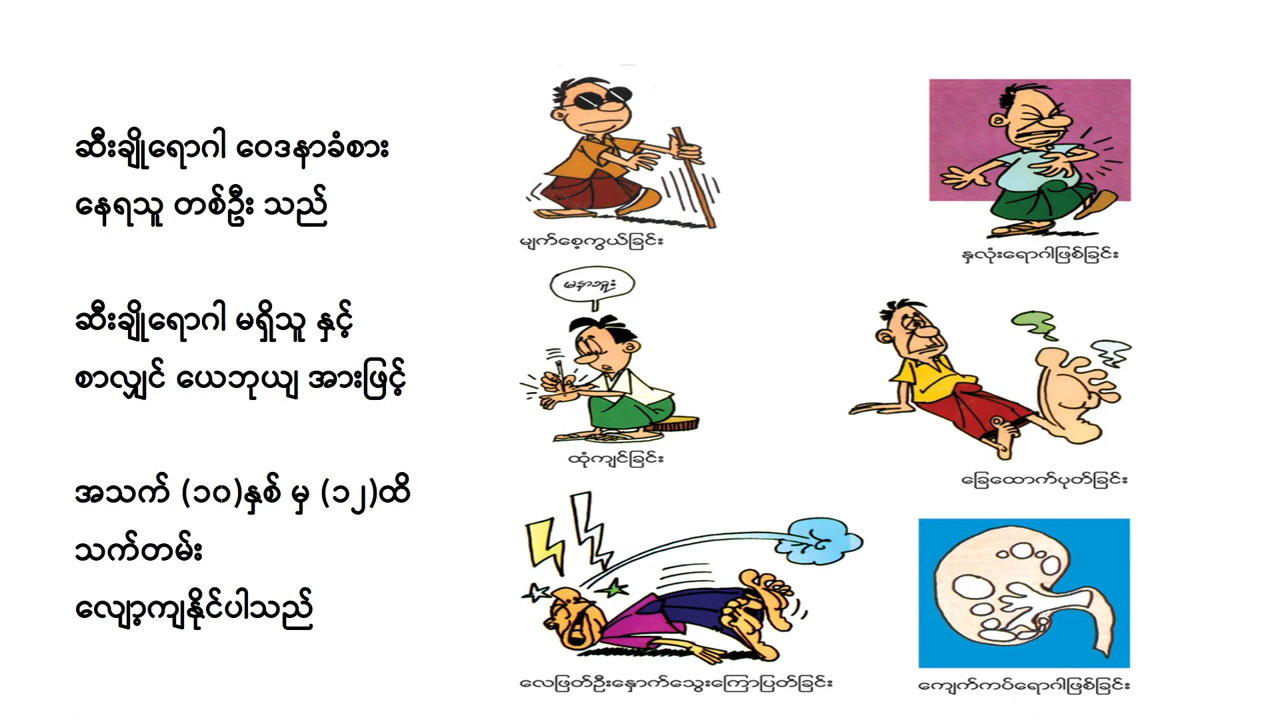 ဆီးချိုရောဂါ ဝေဒနာခံစား
နေရသူ တစ်ဦး သည်
ဆီးချိုရောဂါ မရှိသူ နှင့်
စာလျှင် ယေဘုယျ အားဖြင့်
အသက် (၁၀)နှစ် မှ (၁၂)ထိ
သက်တမ်း
လျော့ကျနိုင်ပါသည်
မျက်စေ့ကွယ်ခြင်း
နှလုံးရောဂါဖြစ်ခြင်း
ထုံကျင်ခြင်း
ခြေထောက်ပုတ်ခြင်း
လေဖြတ်ဦးနှောက်သွေးကြောပြတ်ခြင်း
ကျောက်ကပ်ရောဂါဖြစ်ခြင်း